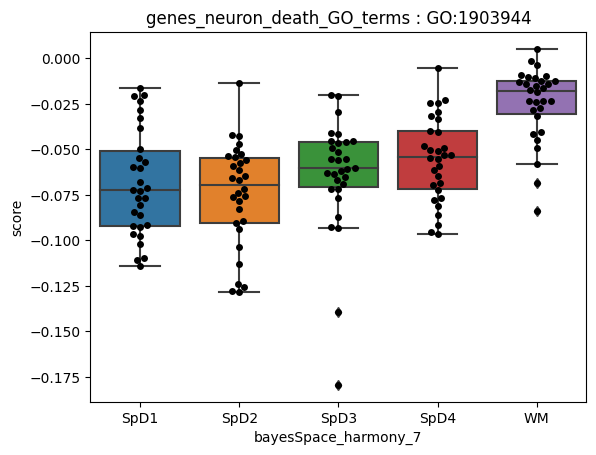 genes_neuron_death_GO_terms : GO:1903944
0.000
−0.025
−0.050
−0.075
−0.100
−0.125
−0.150
−0.175
score
SpD1 SpD2 SpD3 SpD4 WM
bayesSpace_harmony_7